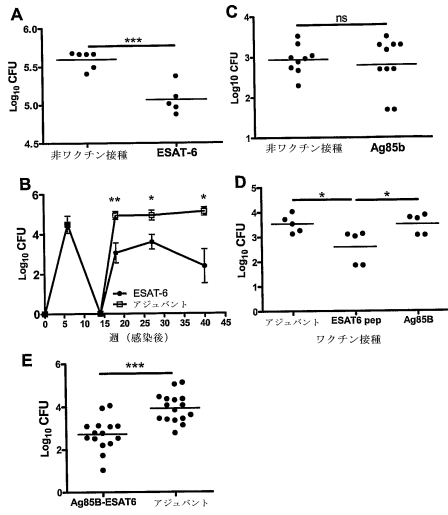 A
***
Log10 CFU
6.0
5.5
5.0
4.5
非ワクチン接種
ESAT-6
C
ns
Log10 CFU
4
3
2
1
0
非ワクチン接種
Ag85b
B
** * *
Log10 CFU
6
4
2
0
ESAT-6
アジュバント
0 5 10 15 20 25 30 35 40 45
週（感染後）
D
* *
Log10 CFU
5
4
3
2
1
0
アジュバント
ESAT6 pep
Ag85B
ワクチン接種
E
***
Log10 CFU
6
4
2
0
Ag85B-ESAT6
アジュバント